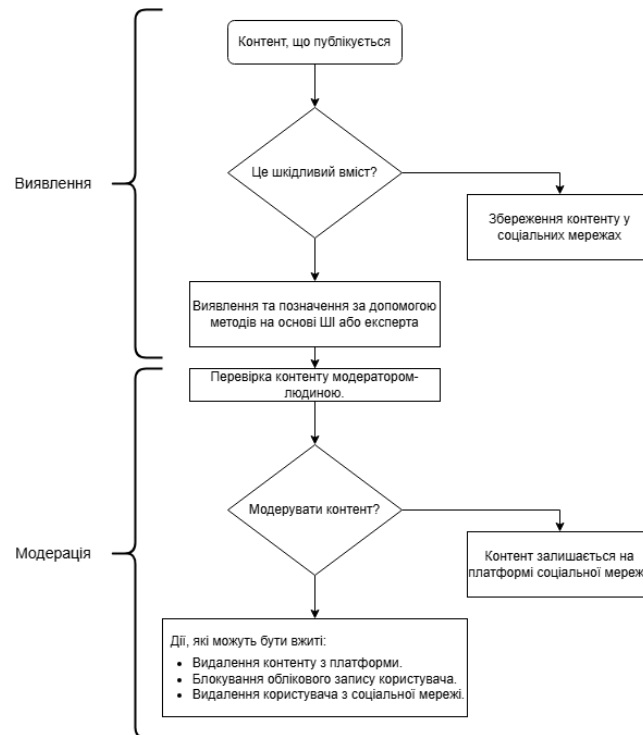 Контент, що публікується
Виявлення
Це шкідливий вміст?
Збереження контенту у
соціальних мережах
Виявлення та позначення за допомогою
методів на основі ШІ або експерта
Перевірка контенту модератором-
людиною.
Модерувати контент?
Модерація
Контент залишається на
платформі соціальної мереж
Дії, які можуть бути вжиті:
• Видалення контенту з платформи.
• Блокування облікового запису користувача.
• Видалення користувача з соціальної мережі.